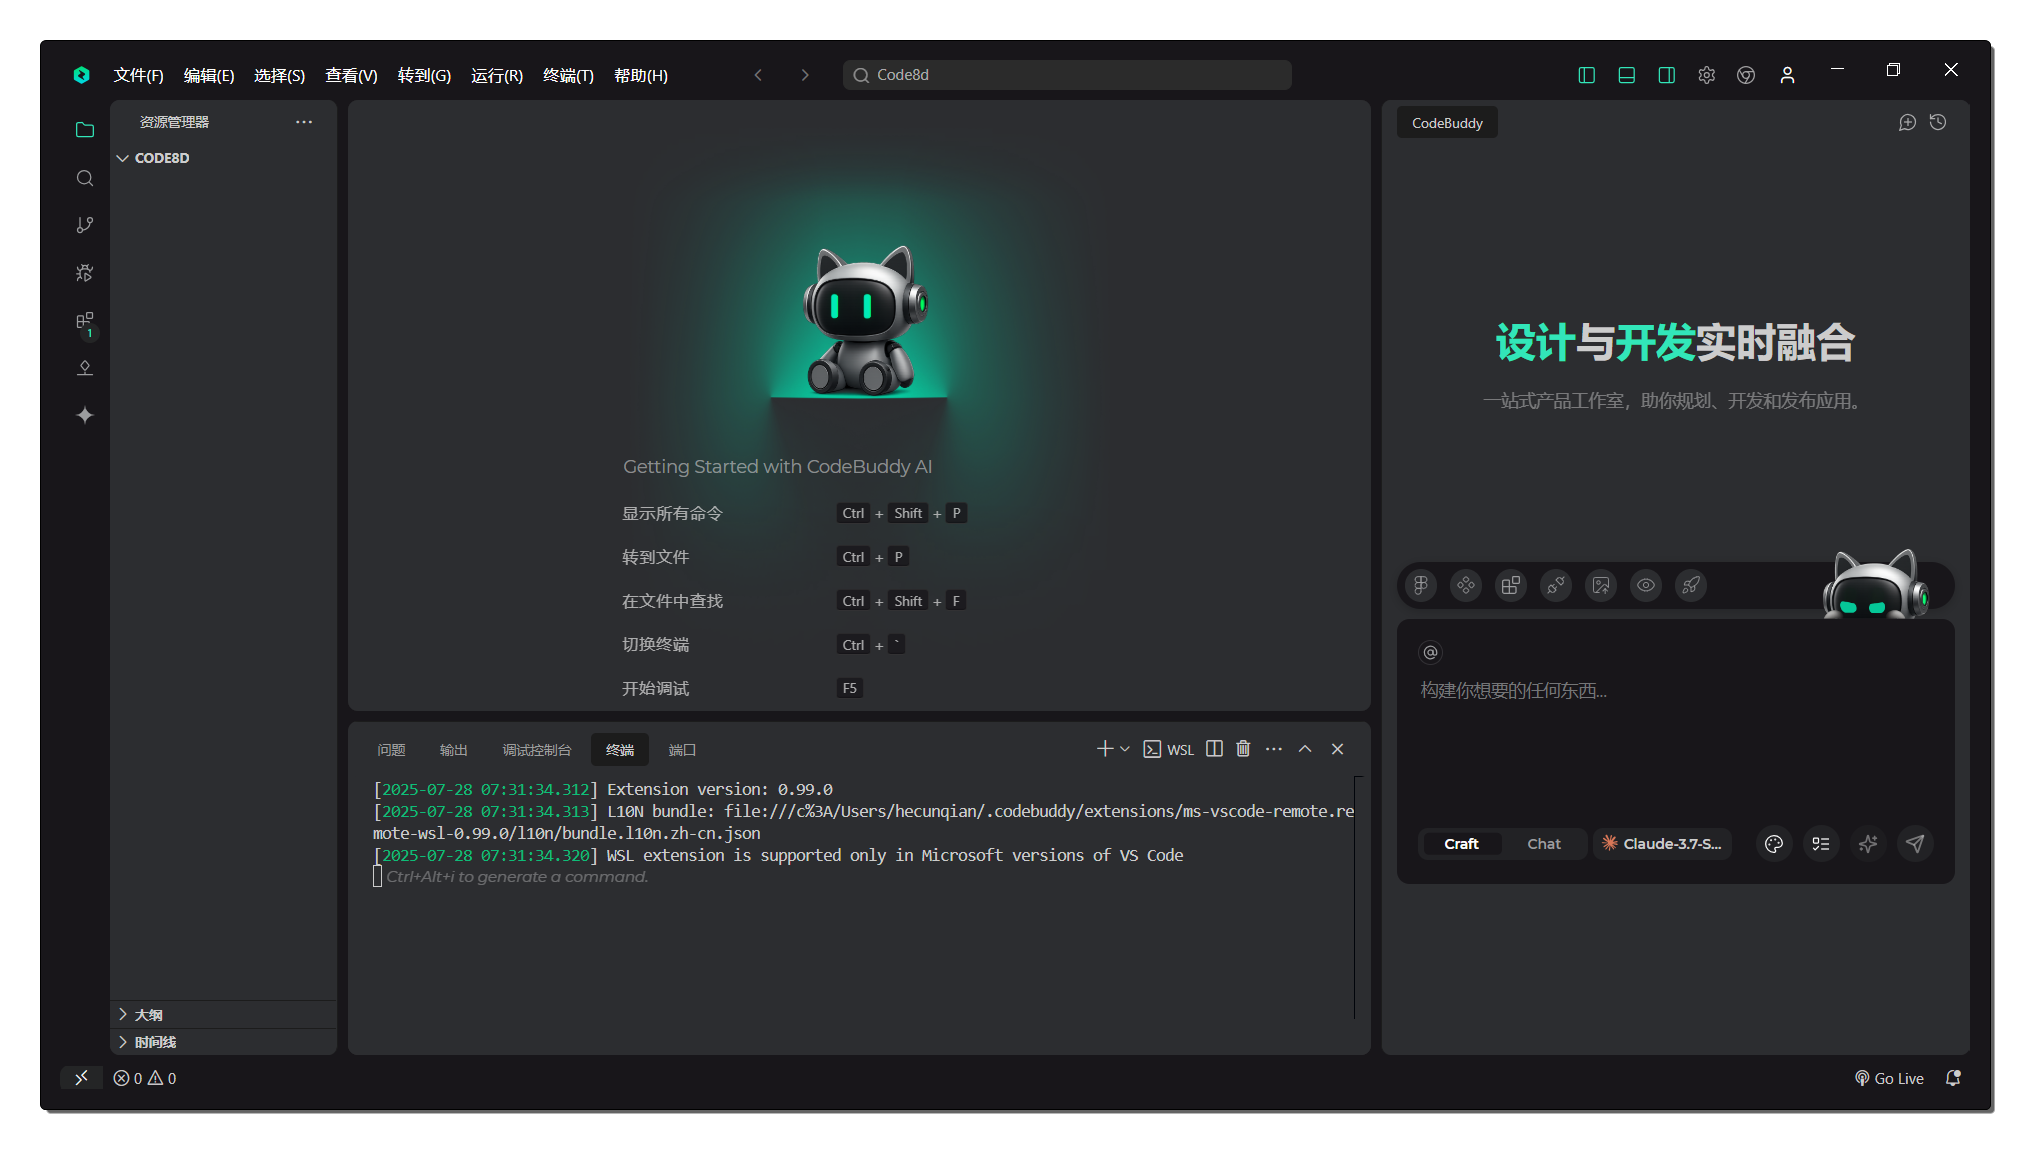 文件(F) 编辑(E) 选择(S) 查看(V) 转到(G) 运行(R) 终端(T) 帮助(H) Code8d
资源管理器
CODE8D
1
大纲
时间线
Getting Started with CodeBuddy AI
显示所有命令 Ctrl + Shift + P
转到文件 Ctrl + P
在文件中查找 Ctrl + Shift + F
切换终端 Ctrl + `
开始调试 F5
问题 输出 调试控制台 终端 端口 WSL
[2025-07-28 07:31:34.312] Extension version: 0.99.0
[2025-07-28 07:31:34.313] L10N bundle: file:///c%3A/Users/hecunqian/.codebuddy/extensions/ms-vscode-remote.re
mote-wsl-0.99.0/l10n/bundle.l10n.zh-cn.json
[2025-07-28 07:31:34.320] WSL extension is supported only in Microsoft versions of VS Code
Ctrl+Alt+i to generate a command.
CodeBuddy
设计与开发实时融合
一站式产品工作室，助你规划、开发和发布应用。
@
构建你想要的任何东西...
Craft Chat Claude-3.7-S...
0 0
Go Live